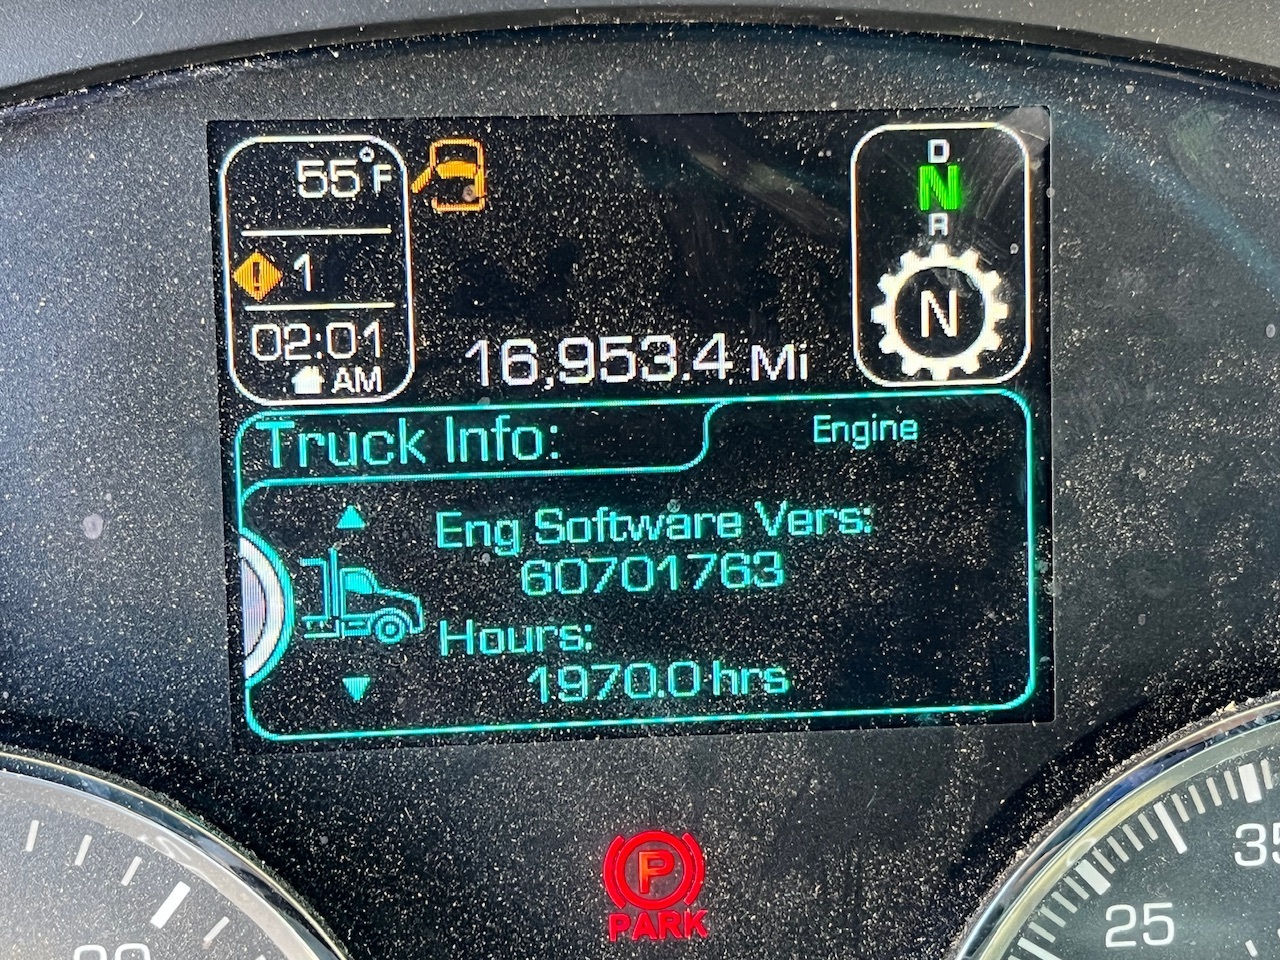 55°F
! 1
02:01
AM
16,953.4 Mi
D
N
R
N
Truck Info:
Engine
Eng Software Vers:
60701763
Hours:
1970.0 hrs
P
PARK
25